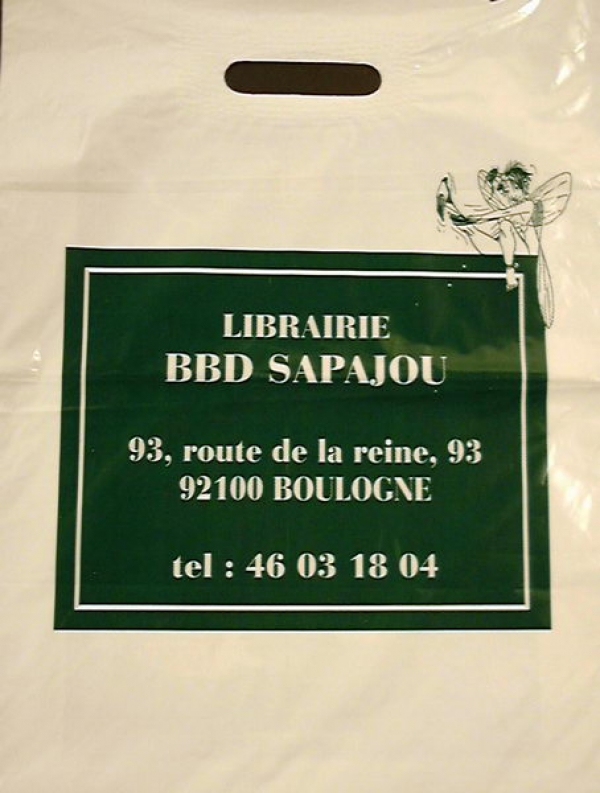 LIBRAIRIE
BBD SAPAJOU
93, route de la reine, 93
92100 BOULOGNE
tel : 46 03 18 04